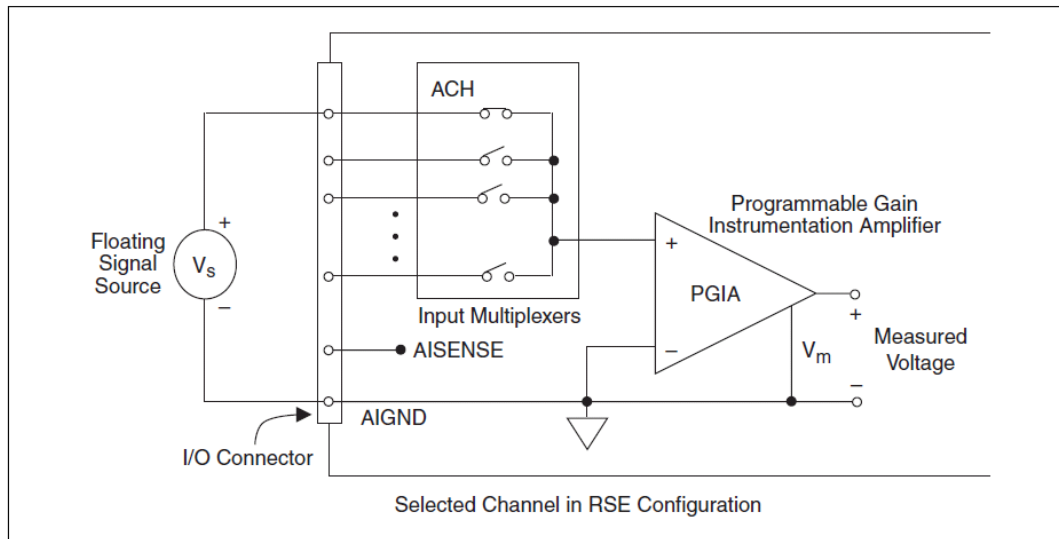 ACH
Programmable Gain
Instrumentation Amplifier
+
Floating
Signal
Source
Vs
–
+
PGIA
–
Input Multiplexers
AISENSE
Vm
+
Measured
Voltage
–
AIGND
I/O Connector
Selected Channel in RSE Configuration